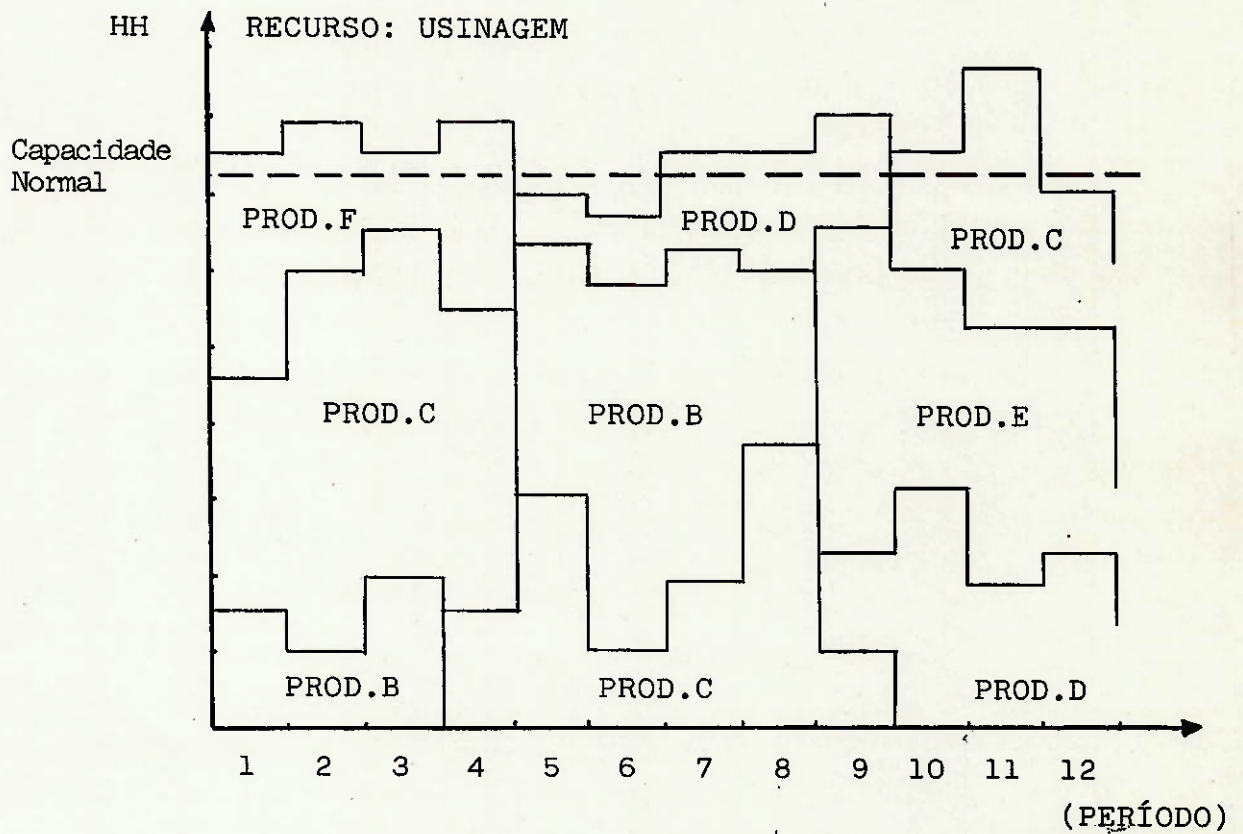 HH RECURSO: USINAGEM
Capacidade
Normal
PROD.F
PROD.D
PROD.C
PROD.C
PROD.B
PROD.E
PROD.B
PROD.C
PROD.D
1 2 3 4 5 6 7 8 9 10 11 12
(PERÍODO)